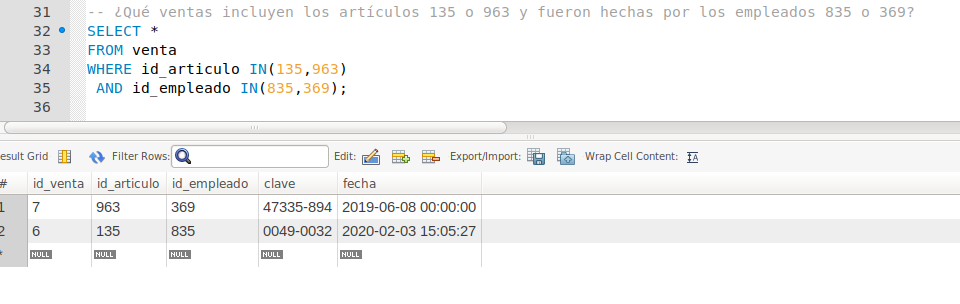 31 -- ¿Qué ventas incluyen los artículos 135 o 963 y fueron hechas por los empleados 835 o 369?
32 SELECT *
33 FROM venta
34 WHERE id_articulo IN(135,963)
35 AND id_empleado IN(835,369);
36
esult Grid Filter Rows: Edit: Export/Import: Wrap Cell Content:
# id_venta id_articulo id_empleado clave fecha
1 7 963 369 47335-894 2019-06-08 00:00:00
2 6 135 835 0049-0032 2020-02-03 15:05:27
* NULL NULL NULL NULL NULL